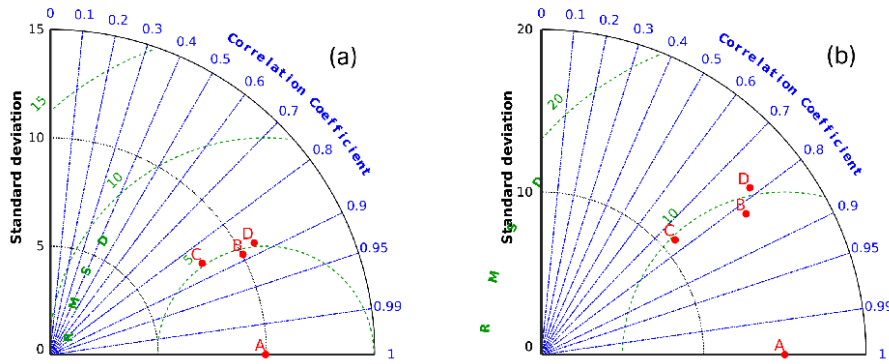 (a)
Standard deviation
15
10
5
0
0
0.1
0.2
0.3
0.4
0.5
0.6
0.7
0.8
0.9
0.95
0.99
1
Correlation Coefficient
15
10
5
R M S D
A
B
C
D
(b)
Standard deviation
20
10
0
0
0.1
0.2
0.3
0.4
0.5
0.6
0.7
0.8
0.9
0.95
0.99
1
Correlation Coefficient
20
10
R M S D
A
B
C
D